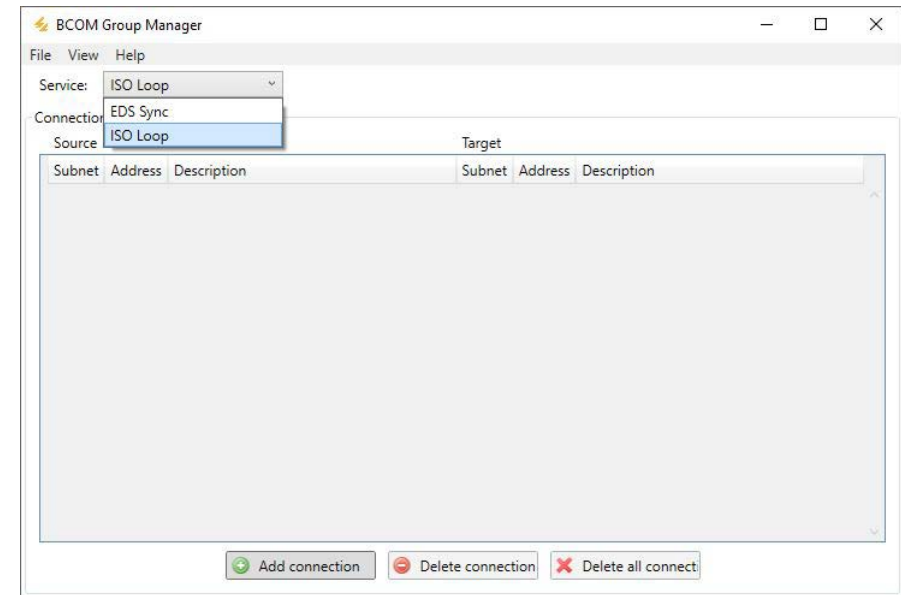 BCOM Group Manager
File View Help
Service: ISO Loop
EDS Sync
Connection
ISO Loop
Source Target
Subnet Address Description Subnet Address Description
Add connection Delete connection Delete all connect